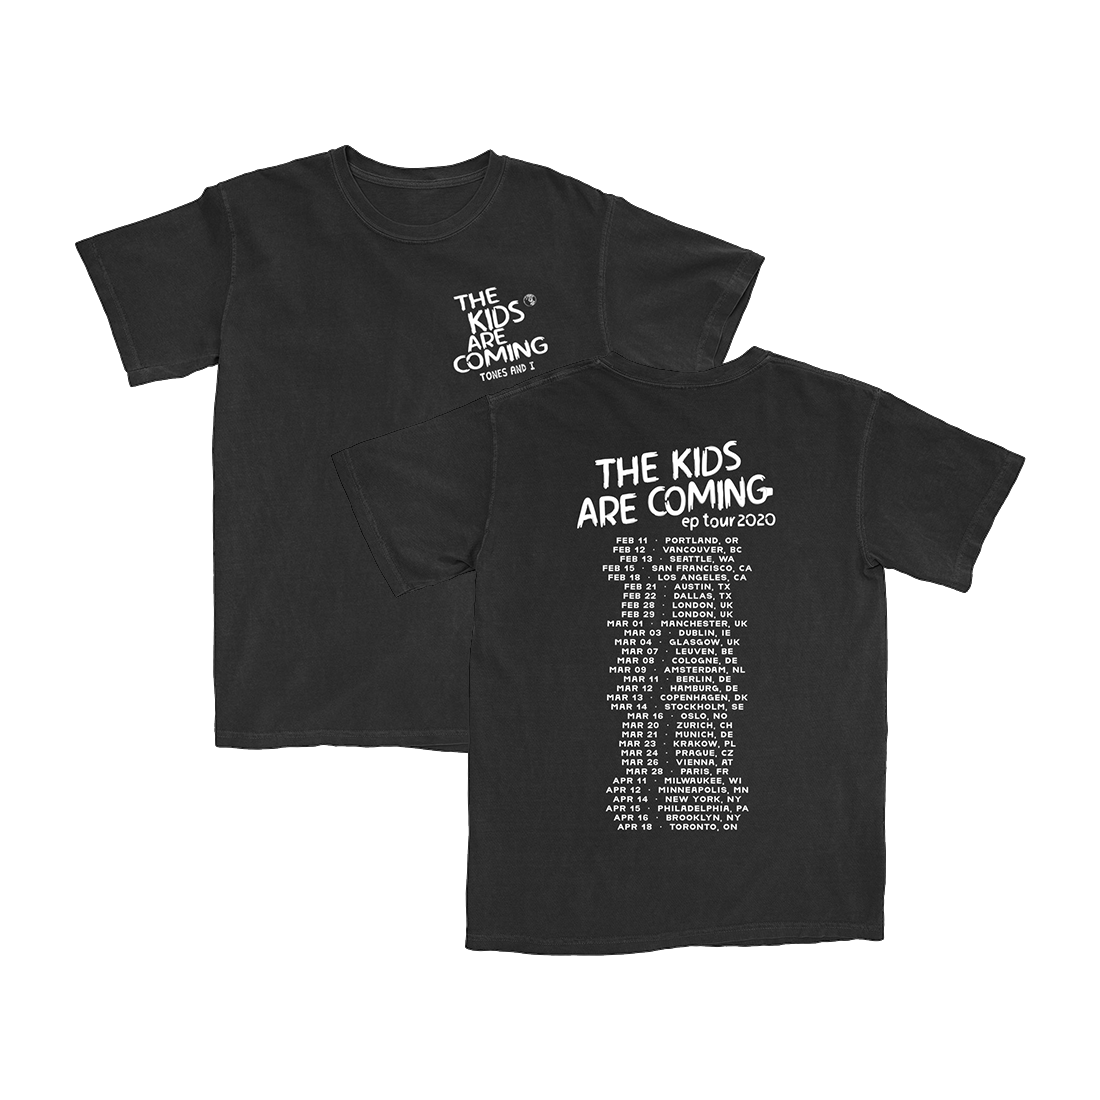 THE
KIDS
ARE
COMING
TONES AND I
THE KIDS
ARE COMING
ep tour 2020
FEB 11 · PORTLAND, OR
FEB 12 · VANCOUVER, BC
FEB 13 · SEATTLE, WA
FEB 15 · SAN FRANCISCO, CA
FEB 18 · LOS ANGELES, CA
FEB 21 · AUSTIN, TX
FEB 22 · DALLAS, TX
FEB 28 · LONDON, UK
FEB 29 · LONDON, UK
MAR 01 · MANCHESTER, UK
MAR 03 · DUBLIN, IE
MAR 04 · GLASGOW, UK
MAR 07 · LEUVEN, BE
MAR 08 · COLOGNE, DE
MAR 09 · AMSTERDAM, NL
MAR 11 · BERLIN, DE
MAR 12 · HAMBURG, DE
MAR 13 · COPENHAGEN, DK
MAR 14 · STOCKHOLM, SE
MAR 16 · OSLO, NO
MAR 20 · ZURICH, CH
MAR 21 · MUNICH, DE
MAR 23 · KRAKOW, PL
MAR 24 · PRAGUE, CZ
MAR 26 · VIENNA, AT
MAR 28 · PARIS, FR
APR 11 · MILWAUKEE, WI
APR 12 · MINNEAPOLIS, MN
APR 14 · NEW YORK, NY
APR 15 · PHILADELPHIA, PA
APR 16 · BROOKLYN, NY
APR 18 · TORONTO, ON